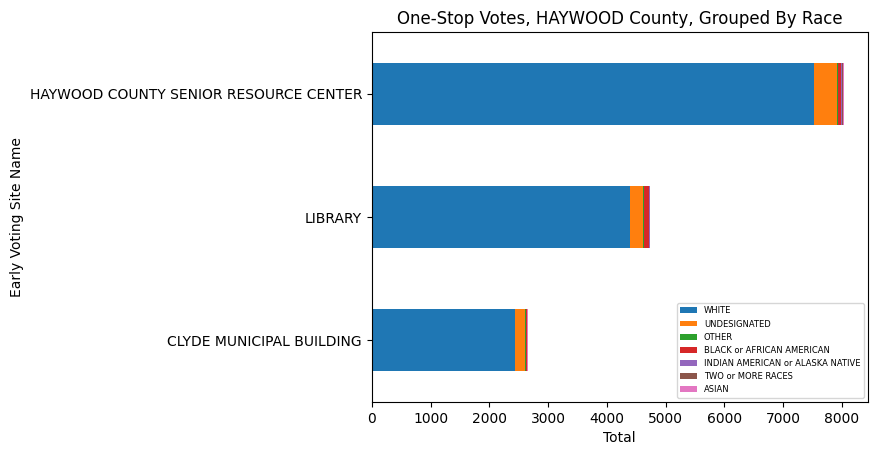 One-Stop Votes, HAYWOOD County, Grouped By Race
Early Voting Site Name
HAYWOOD COUNTY SENIOR RESOURCE CENTER
LIBRARY
CLYDE MUNICIPAL BUILDING
WHITE
UNDESIGNATED
OTHER
BLACK or AFRICAN AMERICAN
INDIAN AMERICAN or ALASKA NATIVE
TWO or MORE RACES
ASIAN
0 1000 2000 3000 4000 5000 6000 7000 8000
Total